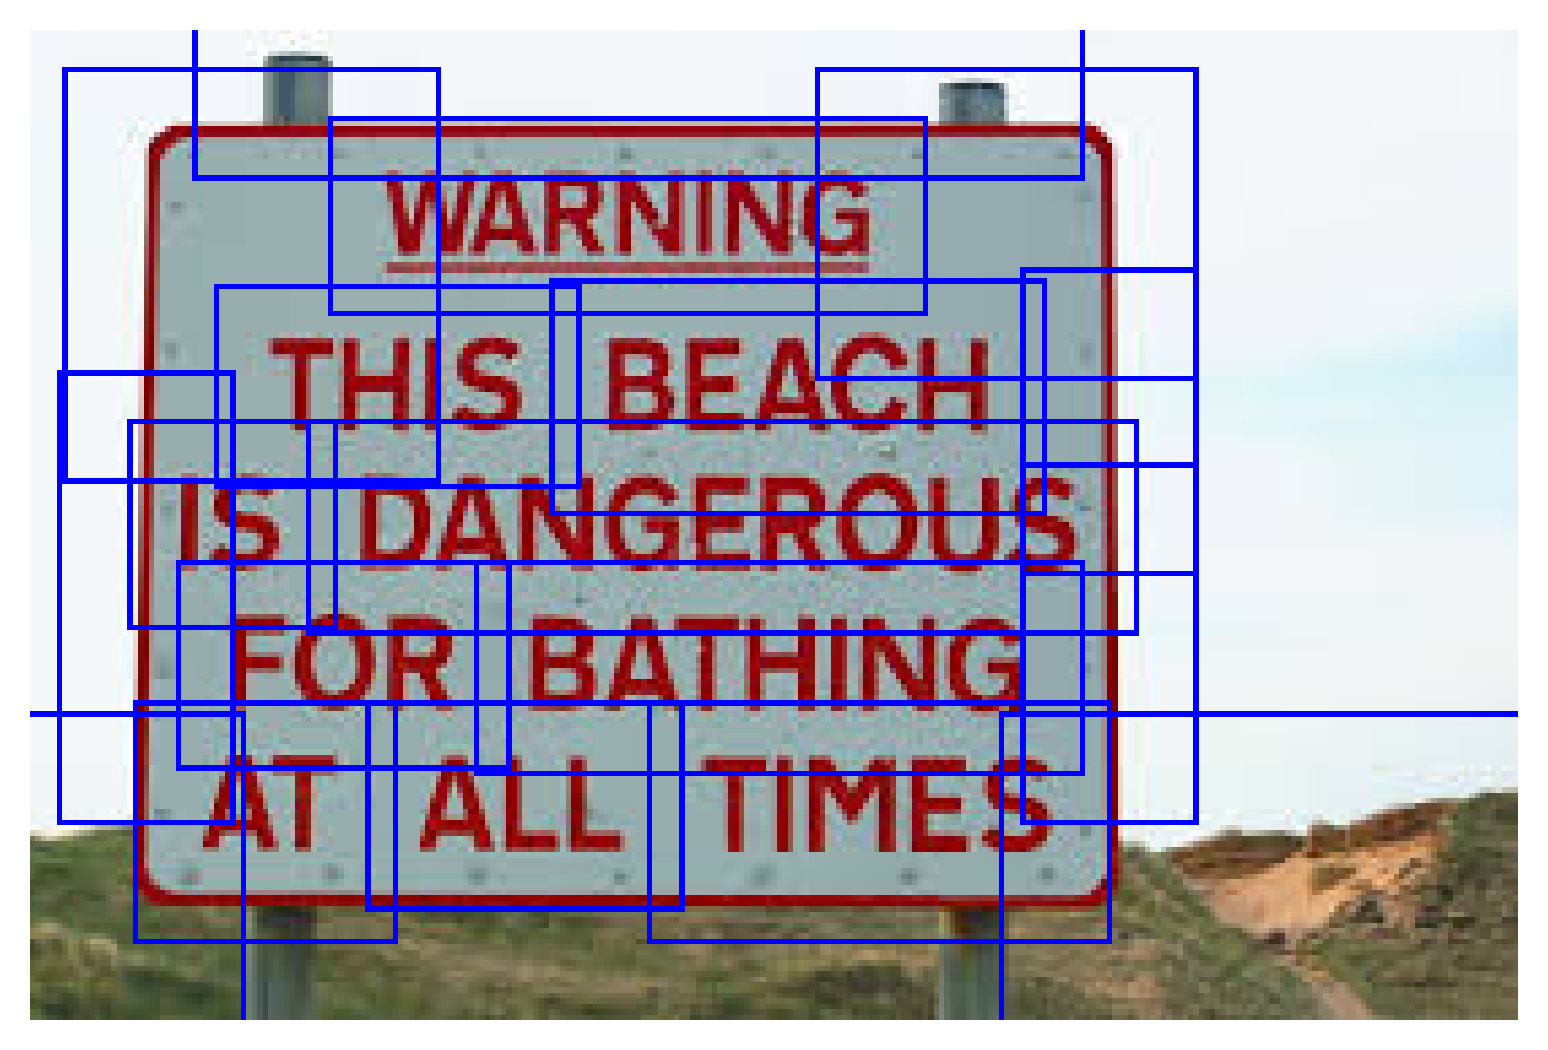 WARNING
THIS BEACH
IS DANGEROUS
FOR BATHING
AT ALL TIMES